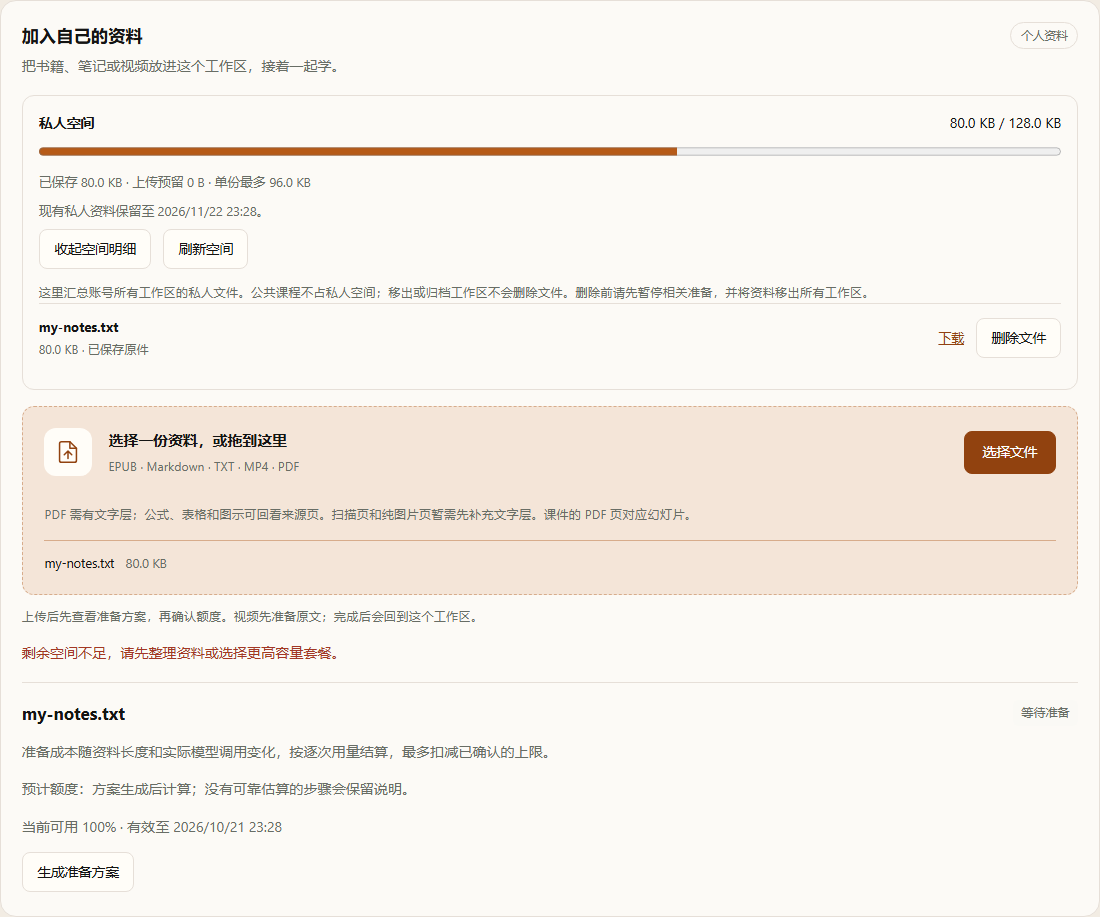 加入自己的资料
个人资料
把书籍、笔记或视频放进这个工作区，接着一起学。
私人空间
80.0 KB / 128.0 KB
已保存 80.0 KB · 上传预留 0 B · 单份最多 96.0 KB
现有私人资料保留至 2026/11/22 23:28。
收起空间明细
刷新空间
这里汇总账号所有工作区的私人文件。公共课程不占私人空间；移出或归档工作区不会删除文件。删除前请先暂停相关准备，并将资料移出所有工作区。
my-notes.txt
80.0 KB · 已保存原件
下载
删除文件
选择一份资料，或拖到这里
EPUB · Markdown · TXT · MP4 · PDF
选择文件
PDF 需有文字层；公式、表格和图示可回看来源页。扫描页和纯图片页暂需先补充文字层。课件的 PDF 页对应幻灯片。
my-notes.txt 80.0 KB
上传后先查看准备方案，再确认额度。视频先准备原文；完成后会回到这个工作区。
剩余空间不足，请先整理资料或选择更高容量套餐。
my-notes.txt
等待准备
准备成本随资料长度和实际模型调用变化，按逐次用量结算，最多扣减已确认的上限。
预计额度：方案生成后计算；没有可靠估算的步骤会保留说明。
当前可用 100% · 有效至 2026/10/21 23:28
生成准备方案